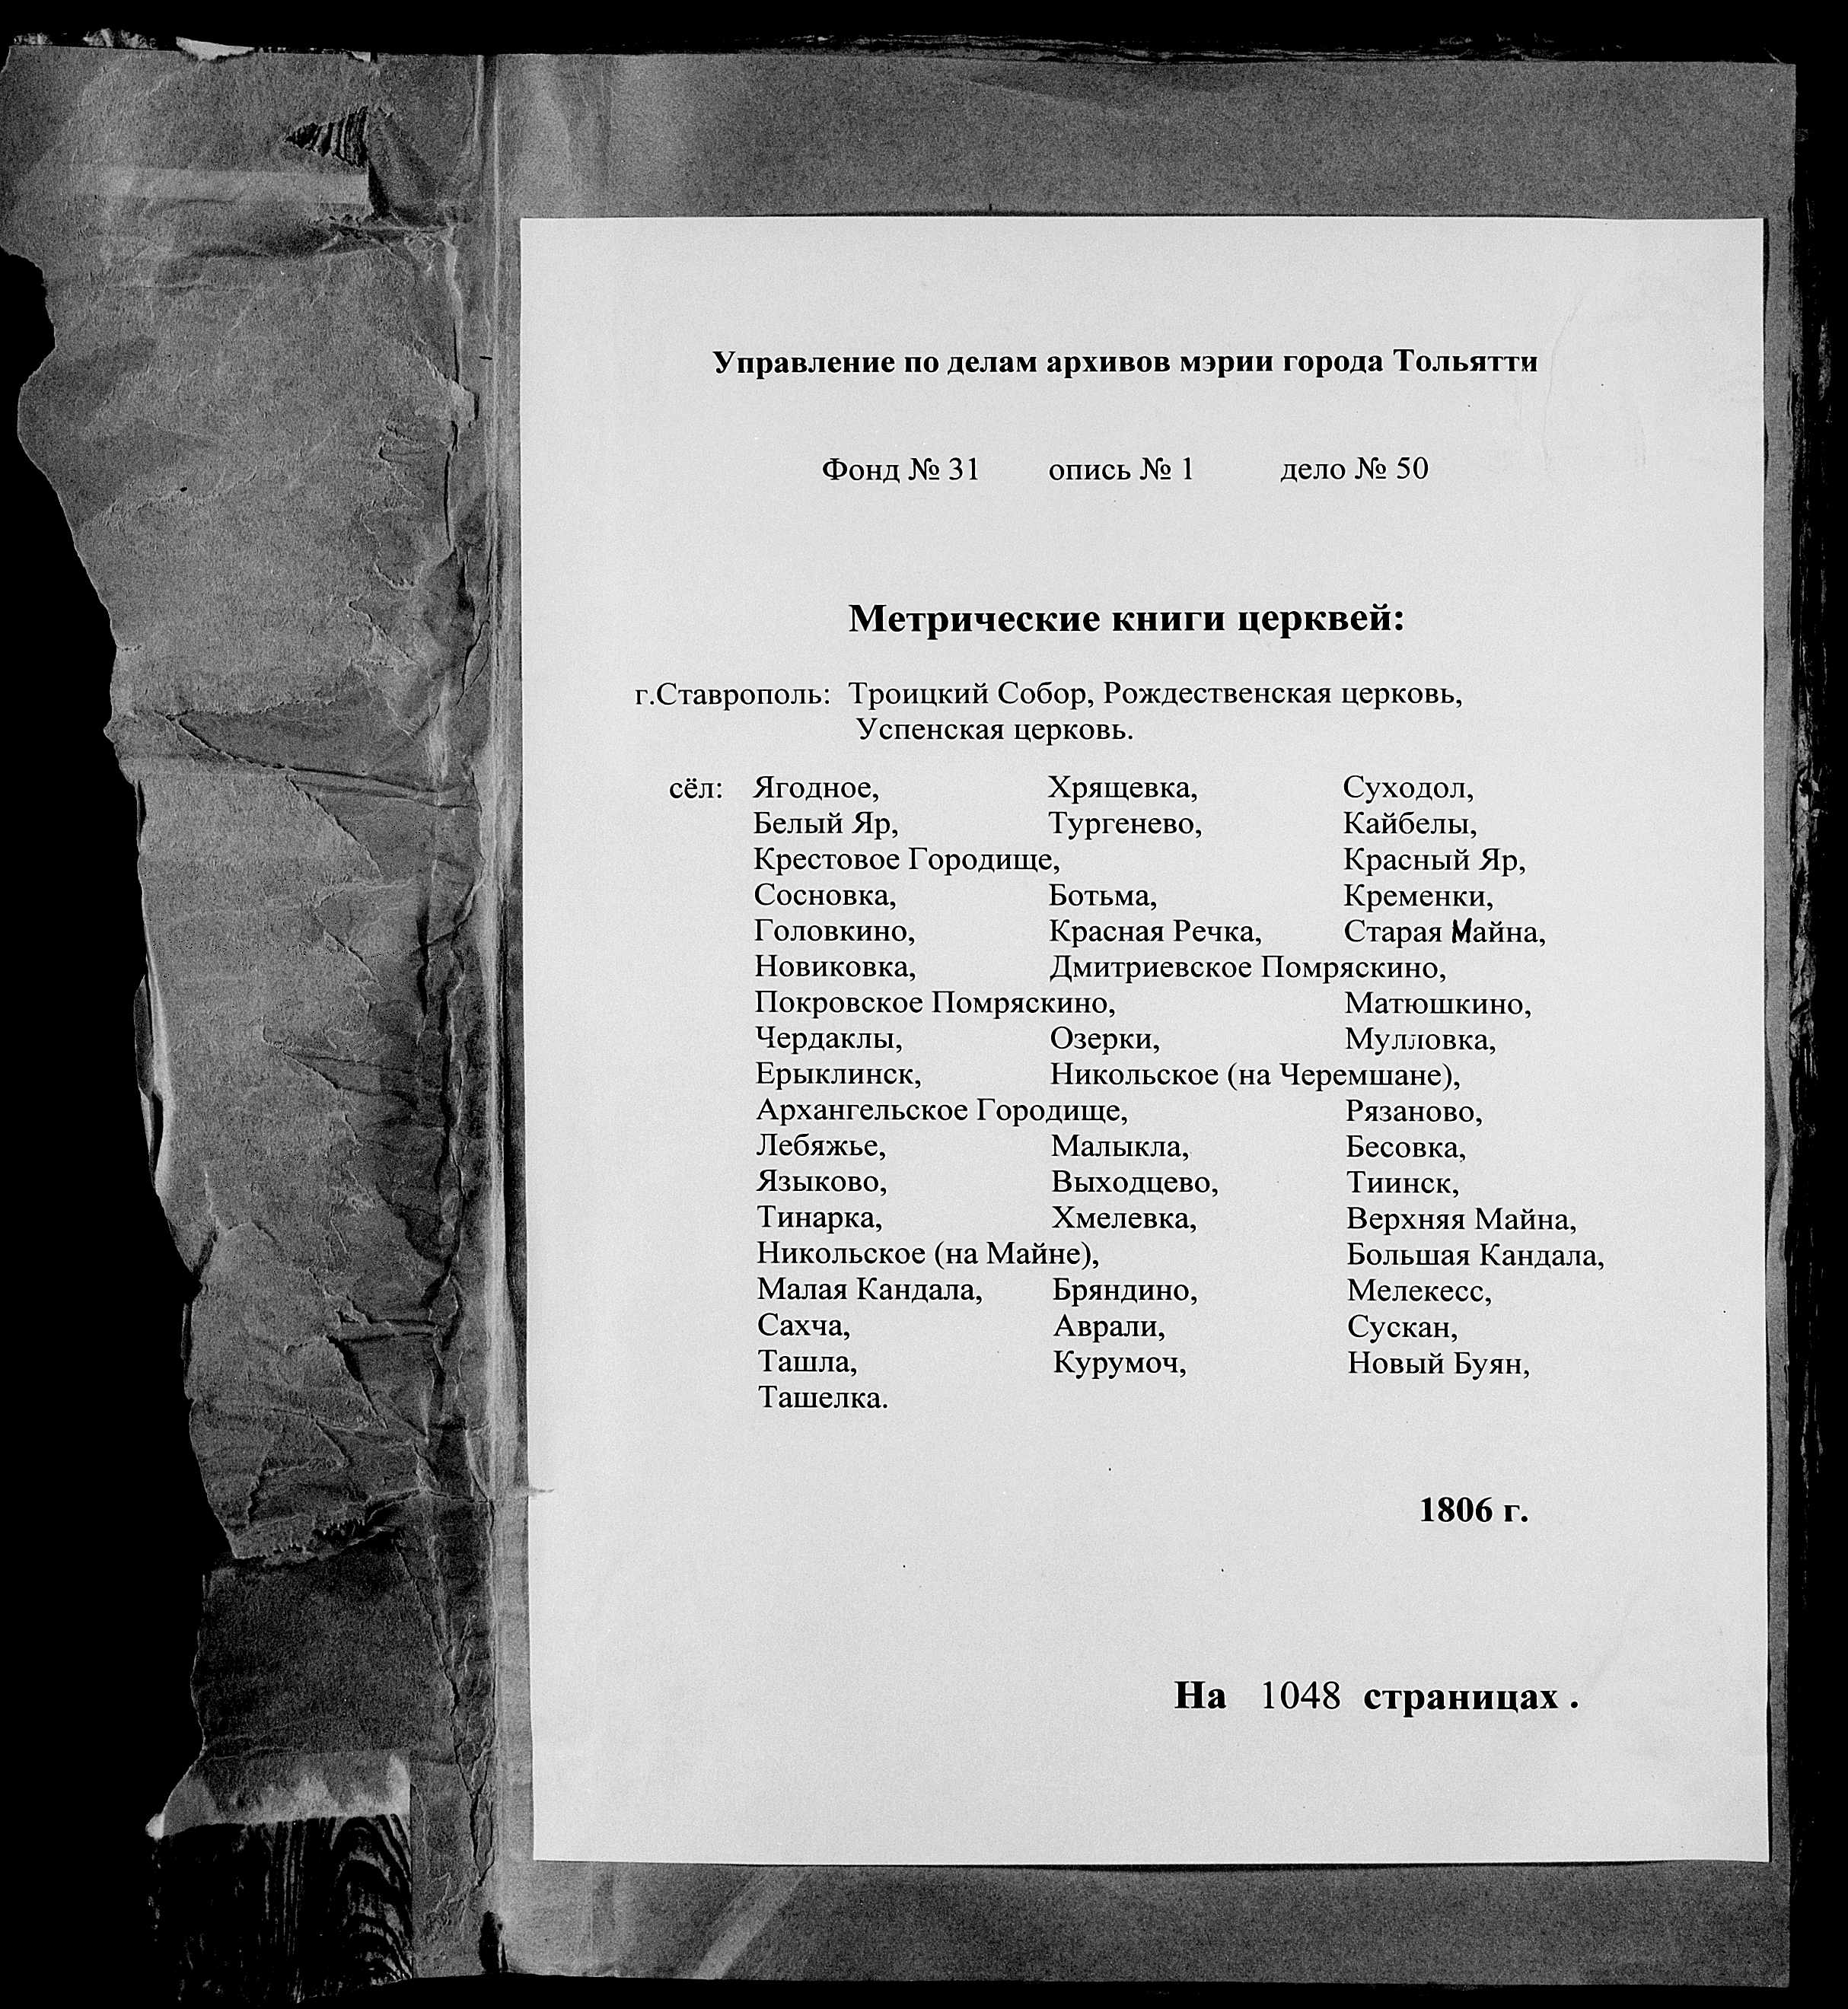 Управление по делам архивов мэрии города Тольятти
Фонд № 31 опись № 1 дело № 50
Метрические книги церквей:
г.Ставрополь: Троицкий Собор, Рождественская церковь,
Успенская церковь.
сёл: Ягодное, Хрящевка, Суходол,
Белый Яр, Тургенево, Кайбелы,
Крестовое Городище, Красный Яр,
Сосновка, Ботьма, Кременки,
Головкино, Красная Речка, Старая Майна,
Новиковка, Дмитриевское Помряскино,
Покровское Помряскино, Матюшкино,
Чердаклы, Озерки, Мулловка,
Ерыклинск, Никольское (на Черемшане),
Архангельское Городище, Рязаново,
Лебяжье, Малыкла, Бесовка,
Языково, Выходцево, Тиинск,
Тинарка, Хмелевка, Верхняя Майна,
Никольское (на Майне), Большая Кандала,
Малая Кандала, Бряндино, Мелекесс,
Сахча, Аврали, Сускан,
Ташла, Курумоч, Новый Буян,
Ташелка.
1806 г.
На 1048 страницах .